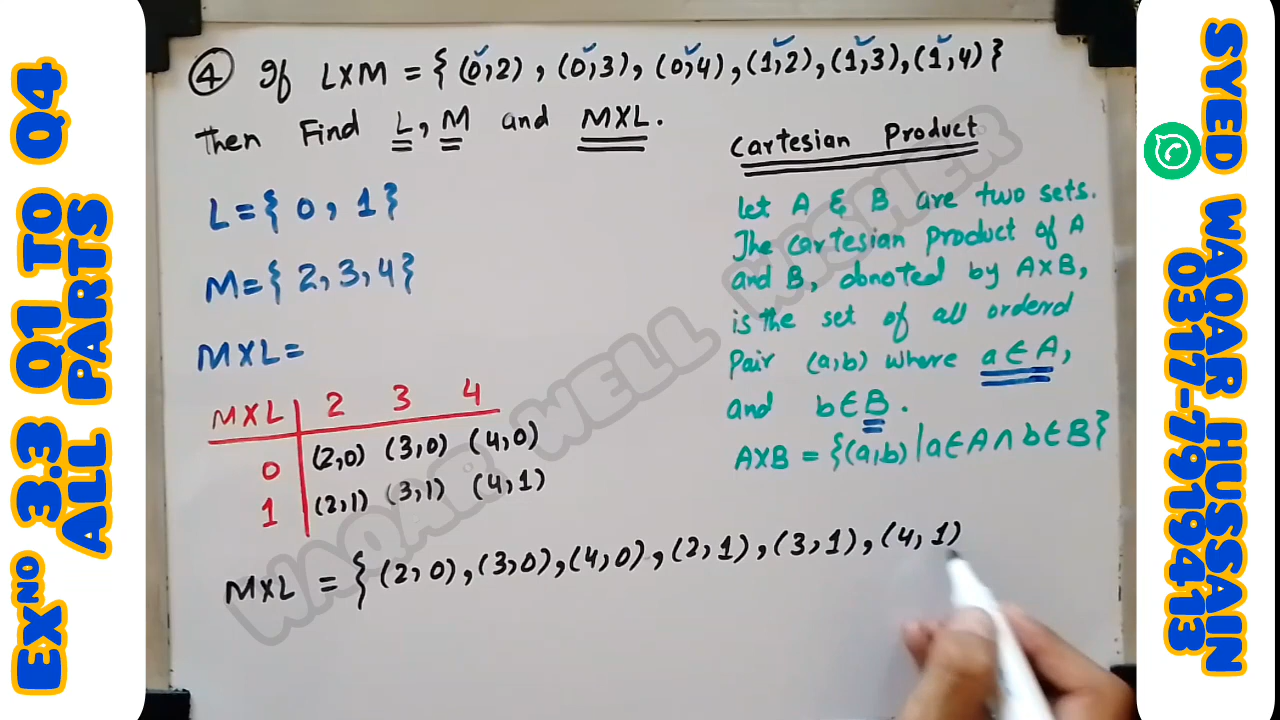 EXᴺᴼ 3.3 Q1 TO Q4
ALL PARTS
④ If L×M = { (0,2) , (0,3), (0,4), (1,2), (1,3), (1,4) }
Then Find L, M and M×L.
L = { 0 , 1 }
M = { 2, 3, 4 }
M×L =
M×L | 2 3 4
0 | (2,0) (3,0) (4,0)
1 | (2,1) (3,1) (4,1)
M×L = { (2,0), (3,0), (4,0), (2,1), (3,1), (4,1)
Cartesian Product
let A & B are two sets.
The cartesian product of A
and B, donoted by A×B,
is the set of all orderd
Pair (a,b) where a ∈ A,
and b ∈ B.
A×B = {(a,b) | a ∈ A ∧ b ∈ B}
WAQAR WELL WISHER
SYED WAQAR HUSSAIN
0317-7919413